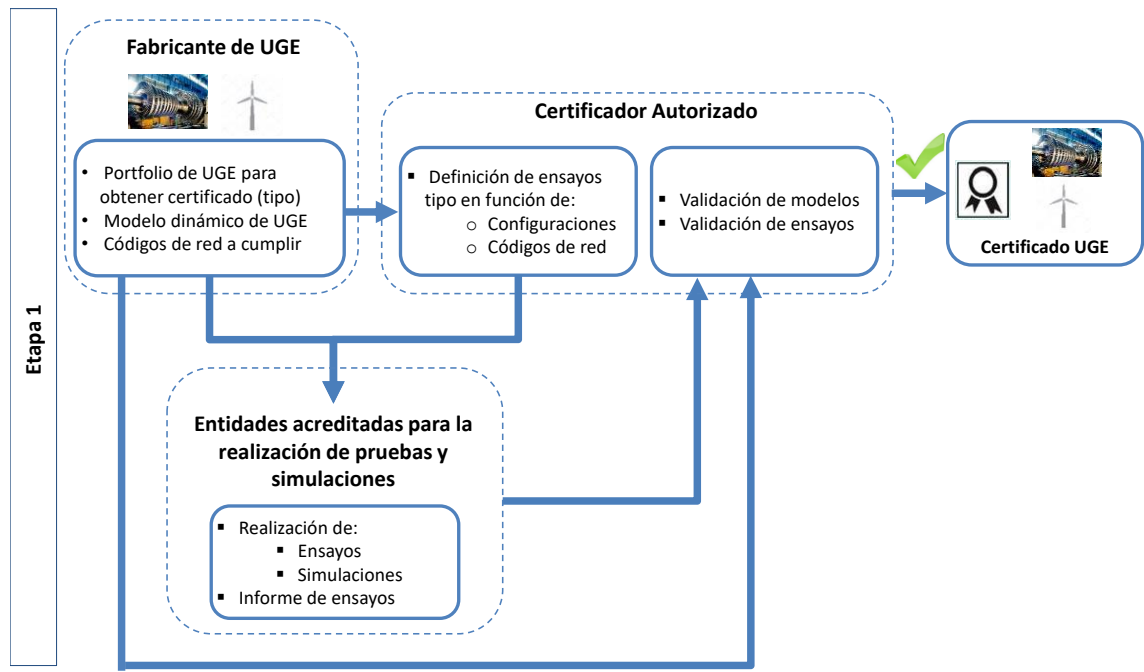 Etapa 1
Fabricante de UGE
• Portfolio de UGE para
obtener certificado (tipo)
• Modelo dinámico de UGE
• Códigos de red a cumplir
Certificador Autorizado
▪ Definición de ensayos
tipo en función de:
o Configuraciones
o Códigos de red
▪ Validación de modelos
▪ Validación de ensayos
Certificado UGE
Entidades acreditadas para la
realización de pruebas y
simulaciones
▪ Realización de:
▪ Ensayos
▪ Simulaciones
▪ Informe de ensayos